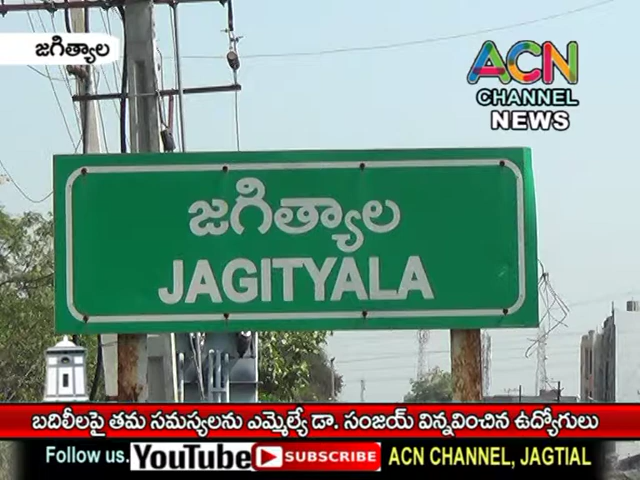 జగిత్యాల
ACN
CHANNEL
NEWS
జగిత్యాల
JAGITYALA
బదిలీలపై తమ సమస్యలను ఎమ్మెల్యే డా. సంజయ్ విన్నవించిన ఉద్యోగులు
Follow us. YouTube SUBSCRIBE ACN CHANNEL, JAGTIAL